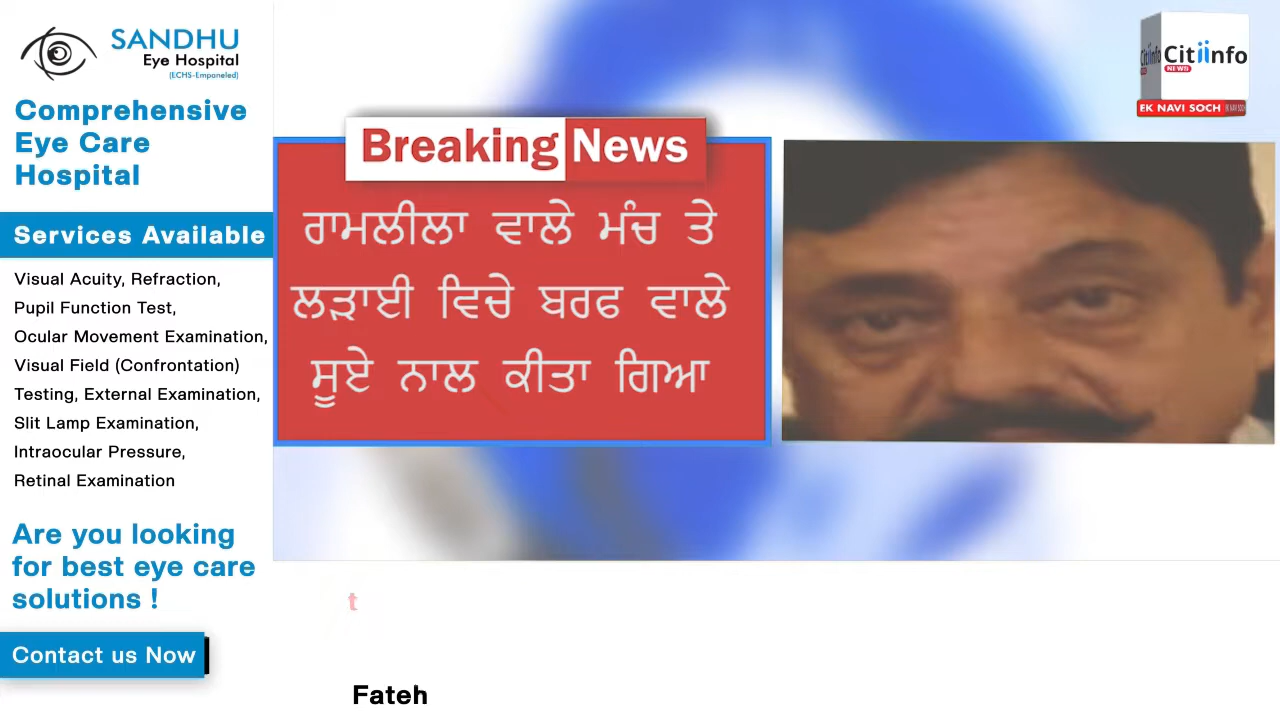 SANDHU
Eye Hospital
(ECHS-Empaneled)
Comprehensive
Eye Care
Hospital
Services Available
Visual Acuity, Refraction,
Pupil Function Test,
Ocular Movement Examination,
Visual Field (Confrontation)
Testing, External Examination,
Slit Lamp Examination,
Intraocular Pressure,
Retinal Examination
Are you looking
for best eye care
solutions !
Contact us Now
Breaking News
ਰਾਮਲੀਲਾ ਵਾਲੇ ਮੰਚ ਤੇ
ਲੜਾਈ ਵਿਚੇ ਬਰਫ ਵਾਲੇ
ਸੂਏ ਨਾਲ ਕੀਤਾ ਗਿਆ
Citiinfo
NEWS
EK NAVI SOCH
t
Fateh